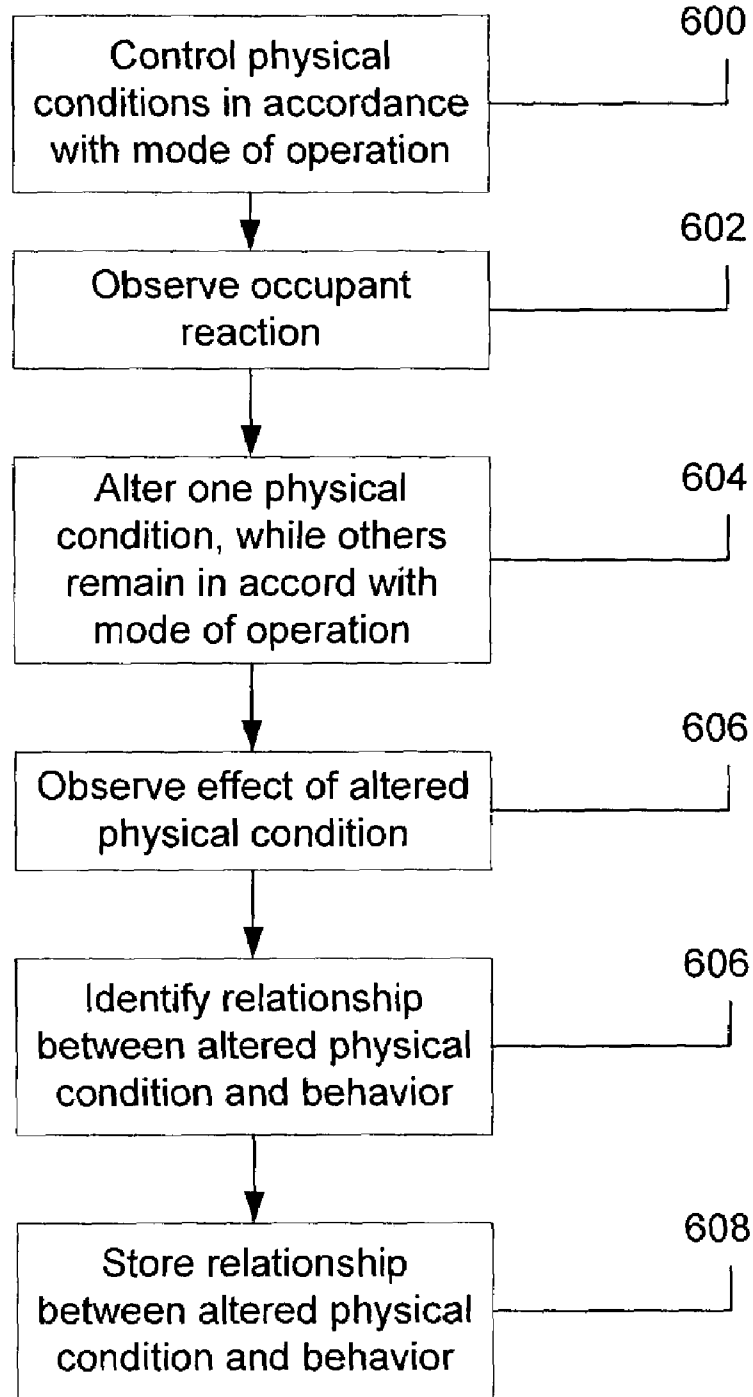 600
Control physical
conditions in accordance
with mode of operation
602
Observe occupant
reaction
604
Alter one physical
condition, while others
remain in accord with
mode of operation
606
Observe effect of altered
physical condition
606
Identify relationship
between altered physical
condition and behavior
608
Store relationship
between altered physical
condition and behavior